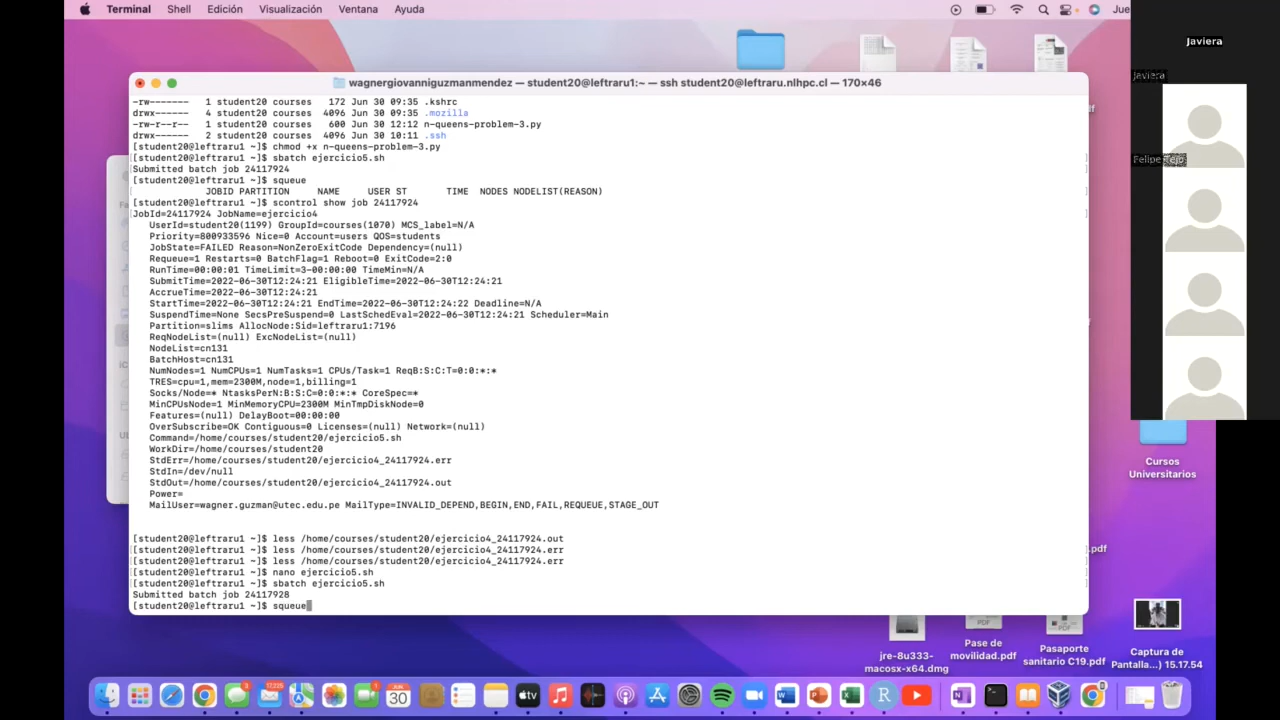 Terminal Shell Edición Visualización Ventana Ayuda Jue
wagnergiovanniguzmanmendez — student20@leftraru1:~ — ssh student20@leftraru.nlhpc.cl — 170×46
-rw------- 1 student20 courses 172 Jun 30 09:35 .kshrc
drwx------ 4 student20 courses 4096 Jun 30 09:35 .mozilla
-rw-r--r-- 1 student20 courses 600 Jun 30 12:12 n-queens-problem-3.py
drwx------ 2 student20 courses 4096 Jun 30 10:11 .ssh
[student20@leftraru1 ~]$ chmod +x n-queens-problem-3.py
[student20@leftraru1 ~]$ sbatch ejercicio5.sh
Submitted batch job 24117924
[student20@leftraru1 ~]$ squeue
JOBID PARTITION NAME USER ST TIME NODES NODELIST(REASON)
[student20@leftraru1 ~]$ scontrol show job 24117924
JobId=24117924 JobName=ejercicio4
UserId=student20(1199) GroupId=courses(1070) MCS_label=N/A
Priority=800933596 Nice=0 Account=users QOS=students
JobState=FAILED Reason=NonZeroExitCode Dependency=(null)
Requeue=1 Restarts=0 BatchFlag=1 Reboot=0 ExitCode=2:0
RunTime=00:00:01 TimeLimit=3-00:00:00 TimeMin=N/A
SubmitTime=2022-06-30T12:24:21 EligibleTime=2022-06-30T12:24:21
AccrueTime=2022-06-30T12:24:21
StartTime=2022-06-30T12:24:21 EndTime=2022-06-30T12:24:22 Deadline=N/A
SuspendTime=None SecsPreSuspend=0 LastSchedEval=2022-06-30T12:24:21 Scheduler=Main
Partition=slims AllocNode:Sid=leftraru1:7196
ReqNodeList=(null) ExcNodeList=(null)
NodeList=cn131
BatchHost=cn131
NumNodes=1 NumCPUs=1 NumTasks=1 CPUs/Task=1 ReqB:S:C:T=0:0:*:*
TRES=cpu=1,mem=2300M,node=1,billing=1
Socks/Node=* NtasksPerN:B:S:C=0:0:*:* CoreSpec=*
MinCPUsNode=1 MinMemoryCPU=2300M MinTmpDiskNode=0
Features=(null) DelayBoot=00:00:00
OverSubscribe=OK Contiguous=0 Licenses=(null) Network=(null)
Command=/home/courses/student20/ejercicio5.sh
WorkDir=/home/courses/student20
StdErr=/home/courses/student20/ejercicio4_24117924.err
StdIn=/dev/null
StdOut=/home/courses/student20/ejercicio4_24117924.out
Power=
MailUser=wagner.guzman@utec.edu.pe MailType=INVALID_DEPEND,BEGIN,END,FAIL,REQUEUE,STAGE_OUT
[student20@leftraru1 ~]$ less /home/courses/student20/ejercicio4_24117924.out
[student20@leftraru1 ~]$ less /home/courses/student20/ejercicio4_24117924.err
[student20@leftraru1 ~]$ less /home/courses/student20/ejercicio4_24117924.err
[student20@leftraru1 ~]$ nano ejercicio5.sh
[student20@leftraru1 ~]$ sbatch ejercicio5.sh
Submitted batch job 24117928
[student20@leftraru1 ~]$ squeue
Javiera
Javiera
Felipe Tejo
Cursos
Universitarios
.pdf
jre-8u333-
macosx-x64.dmg
Pase de
movilidad.pdf
Pasaporte
sanitario C19.pdf
Captura de
Pantalla...) 15.17.54